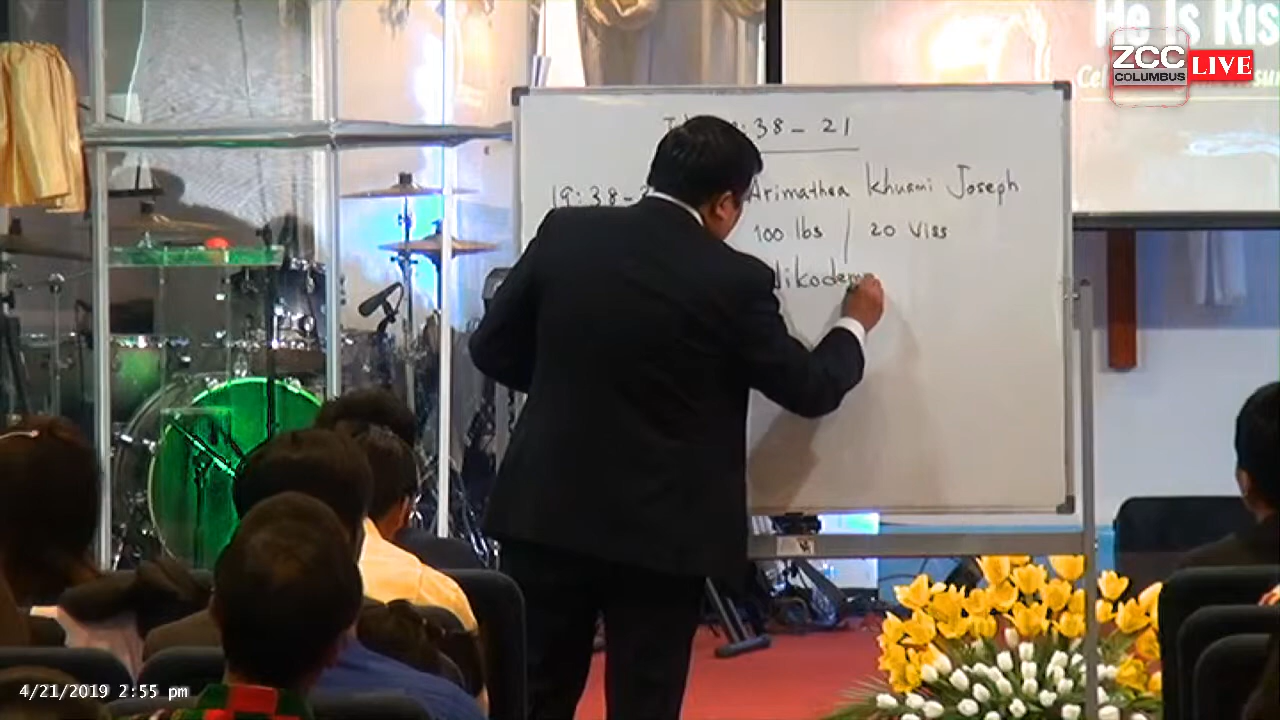 He Is Ris
ZCC
COLUMBUS
LIVE
:38 - 21
19:38-
Arimathea khuami Joseph
100 lbs | 20 Viss
Nikodem
4/21/2019 2:55 pm